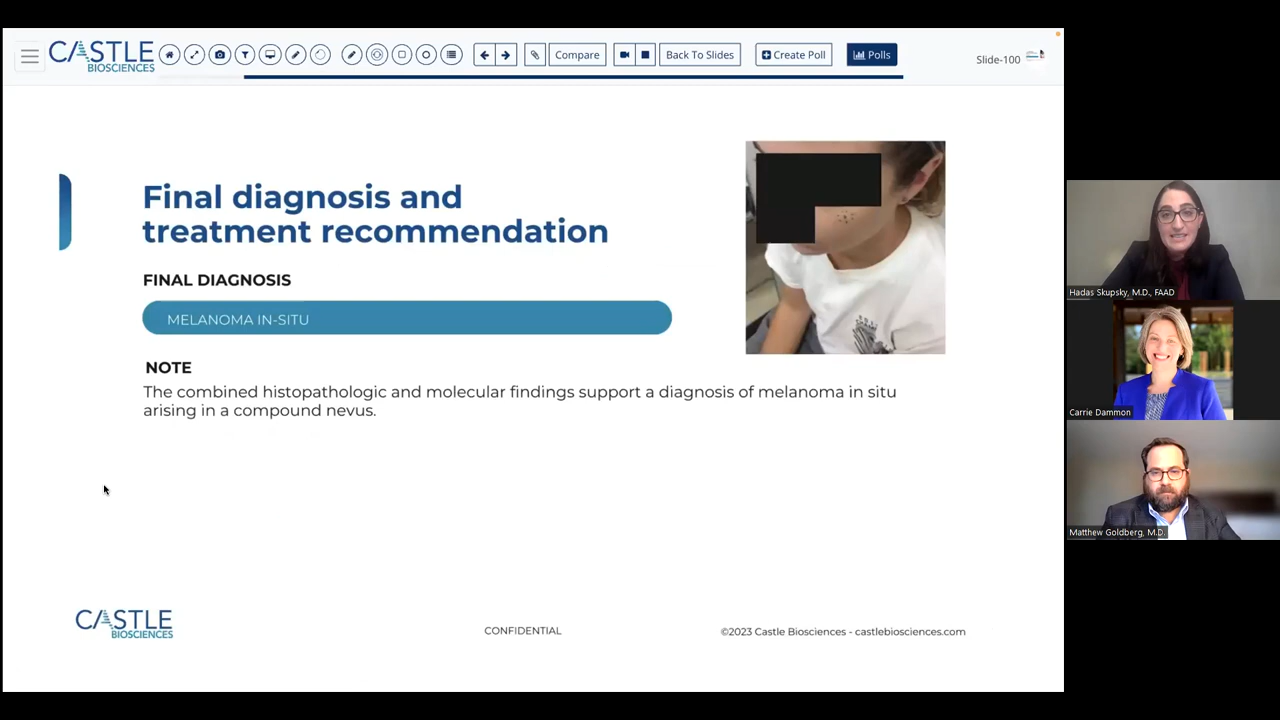 CASTLE
BIOSCIENCES
Compare
Back To Slides
Create Poll
Polls
Slide-100
Final diagnosis and
treatment recommendation
FINAL DIAGNOSIS
MELANOMA IN-SITU
NOTE
The combined histopathologic and molecular findings support a diagnosis of melanoma in situ
arising in a compound nevus.
CASTLE
BIOSCIENCES
CONFIDENTIAL
©2023 Castle Biosciences - castlebiosciences.com
Hadas Skupsky, M.D., FAAD
Carrie Dammon
Matthew Goldberg, M.D.